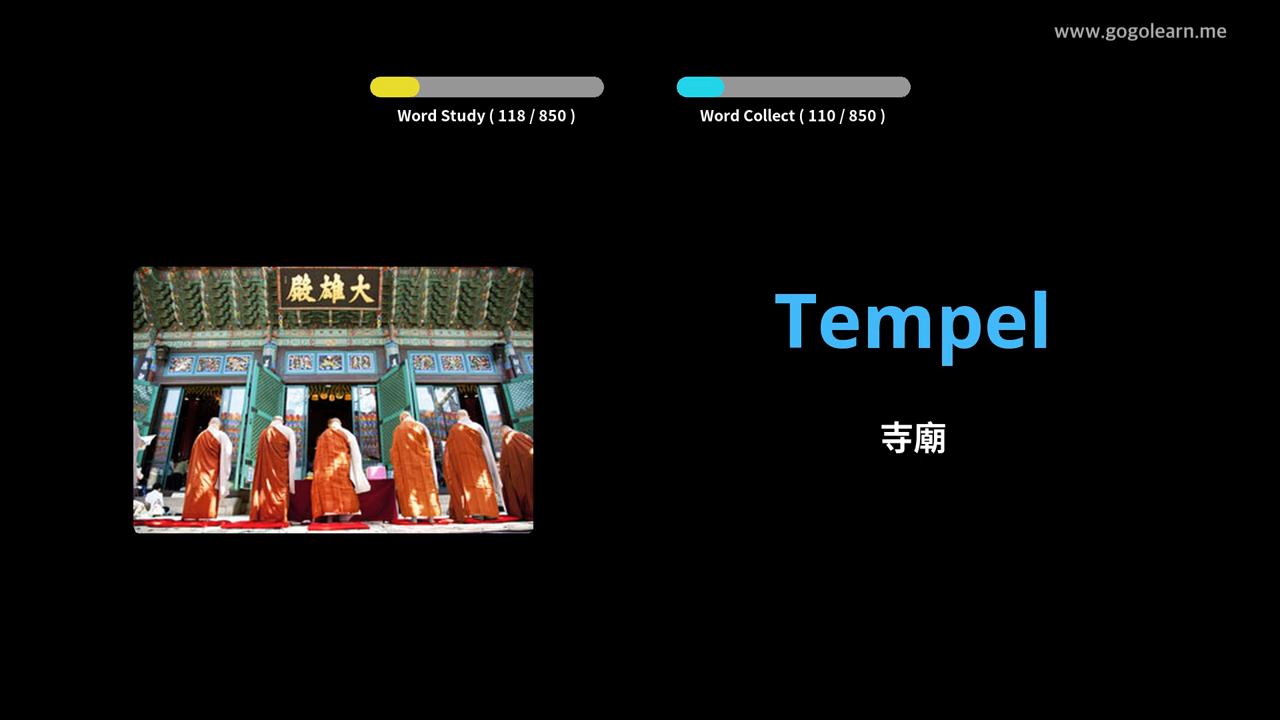 www.gogolearn.me
Word Study ( 118 / 850 )
Word Collect ( 110 / 850 )
殿雄大
Tempel
寺廟